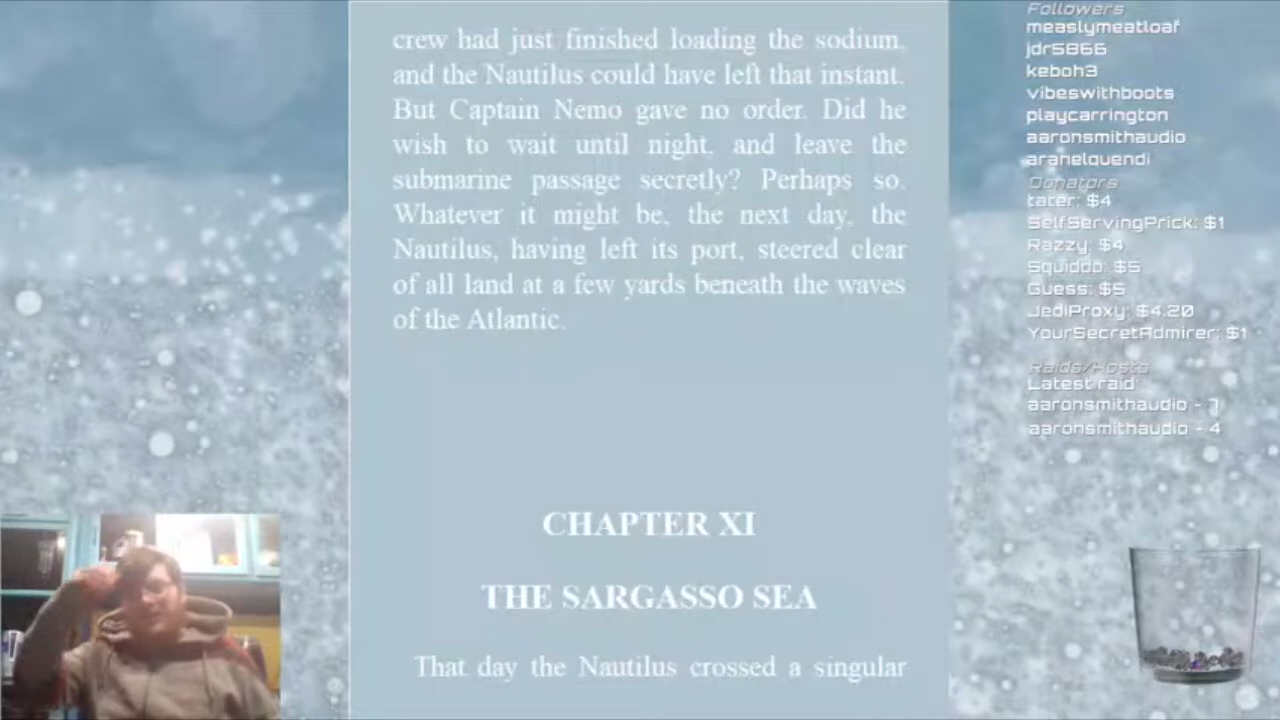 crew had just finished loading the sodium,
and the Nautilus could have left that instant.
But Captain Nemo gave no order. Did he
wish to wait until night, and leave the
submarine passage secretly? Perhaps so.
Whatever it might be, the next day, the
Nautilus, having left its port, steered clear
of all land at a few yards beneath the waves
of the Atlantic.
CHAPTER XI
THE SARGASSO SEA
That day the Nautilus crossed a singular
Followers
measlymeatloaf
jdr5866
keboh3
vibeswithboots
playcarrington
aaronsmithaudio
aranelquendi
Donators
tater: $4
SelfServingPrick: $1
Razzy: $4
Squiddo: $5
Guess: $5
JediProxy: $4.20
YourSecretAdmirer: $1
Raids/Hosts
Latest raid:
aaronsmithaudio - 7
aaronsmithaudio - 4